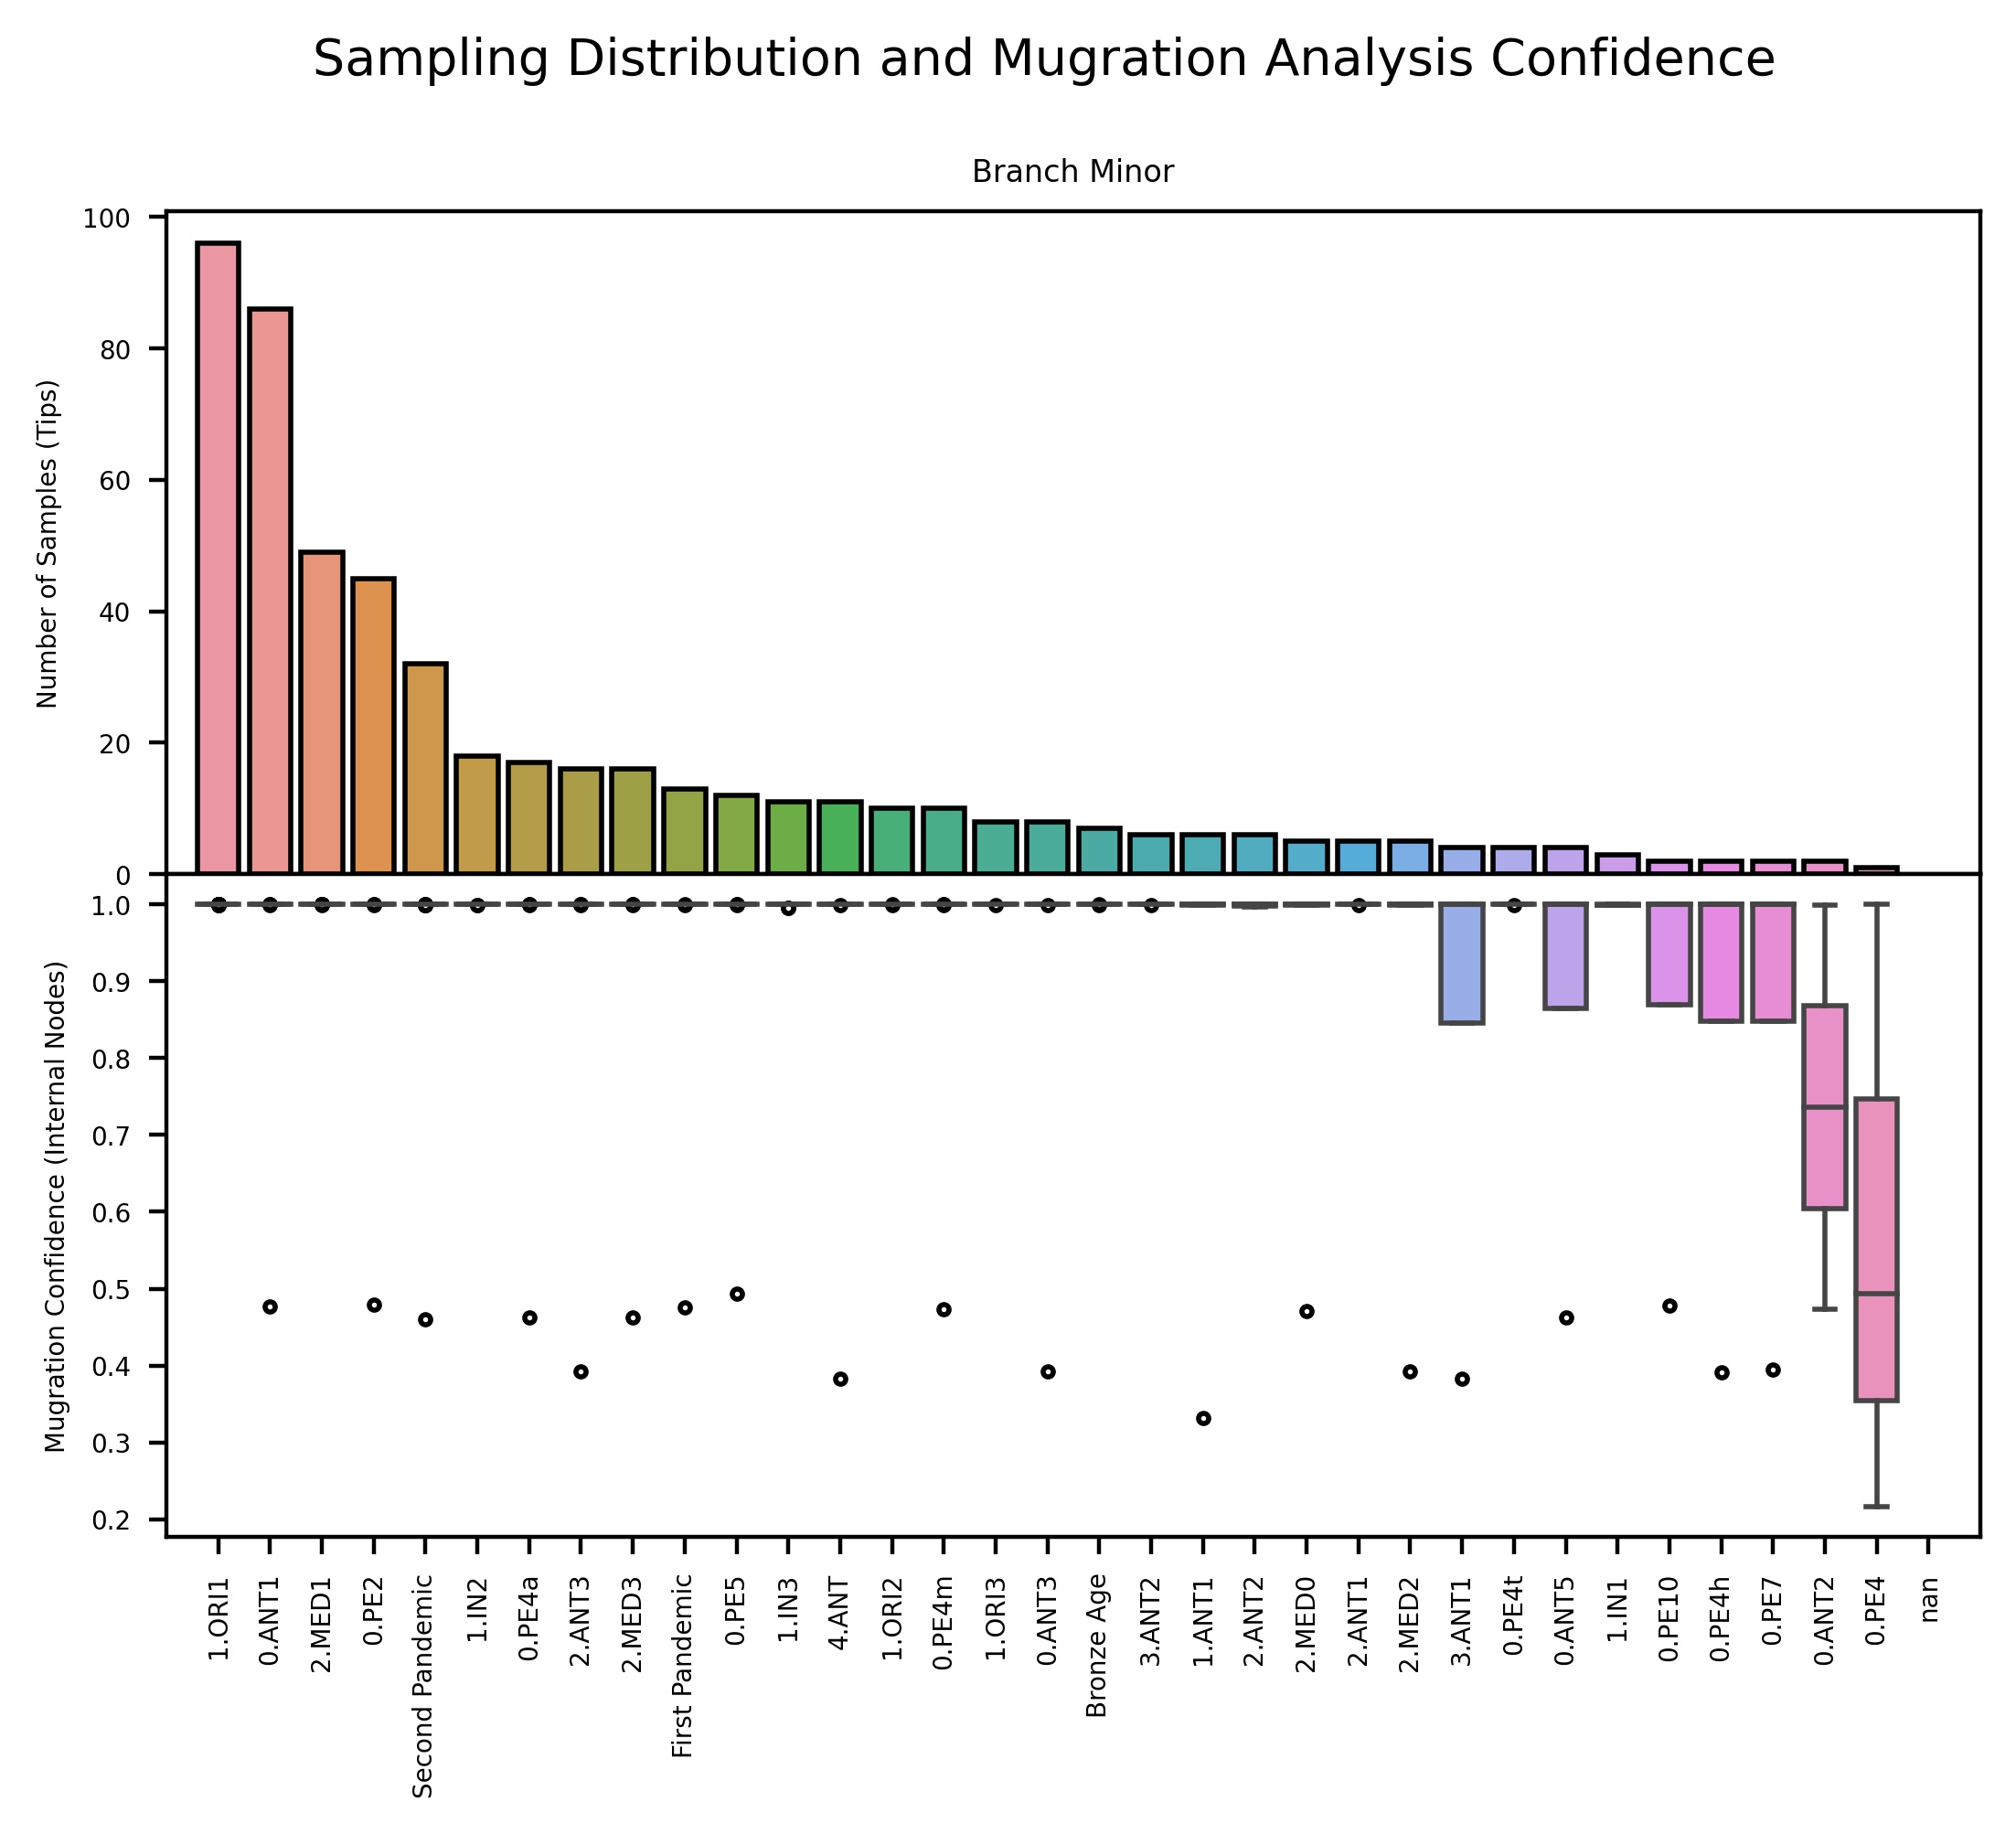 Sampling Distribution and Mugration Analysis Confidence
Branch Minor
Number of Samples (Tips)
100
80
60
40
20
0
Mugration Confidence (Internal Nodes)
1.0
0.9
0.8
0.7
0.6
0.5
0.4
0.3
0.2
1.ORI1
0.ANT1
2.MED1
0.PE2
Second Pandemic
1.IN2
0.PE4a
2.ANT3
2.MED3
First Pandemic
0.PE5
1.IN3
4.ANT
1.ORI2
0.PE4m
1.ORI3
0.ANT3
Bronze Age
3.ANT2
1.ANT1
2.ANT2
2.MED0
2.ANT1
2.MED2
3.ANT1
0.PE4t
0.ANT5
1.IN1
0.PE10
0.PE4h
0.PE7
0.ANT2
0.PE4
nan